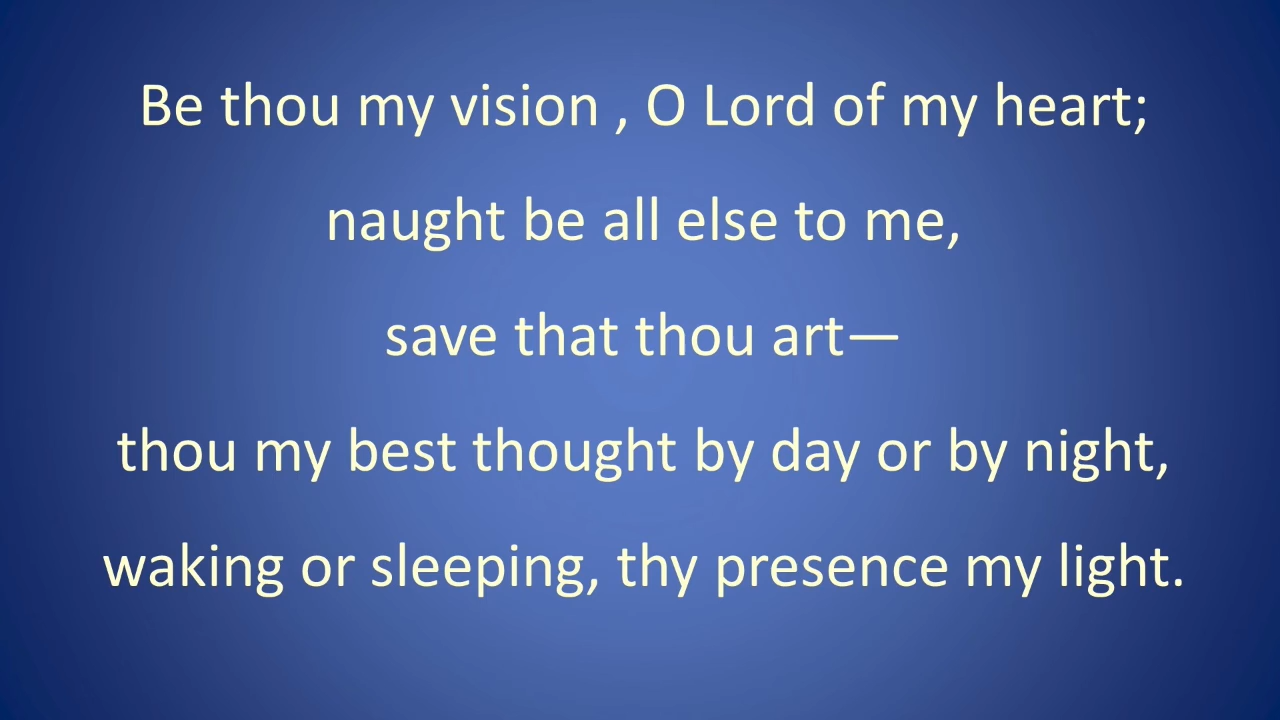 Be thou my vision , O Lord of my heart;
naught be all else to me,
save that thou art—
thou my best thought by day or by night,
waking or sleeping, thy presence my light.